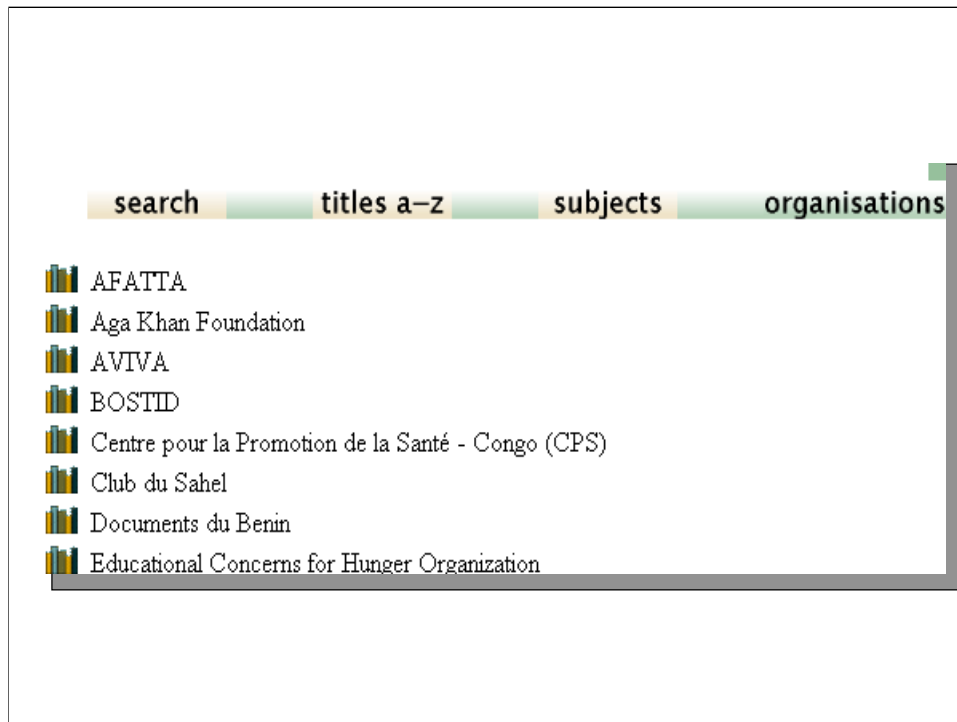 search titles a–z subjects organisations
AFATTA
Aga Khan Foundation
AVIVA
BOSTID
Centre pour la Promotion de la Santé - Congo (CPS)
Club du Sahel
Documents du Benin
Educational Concerns for Hunger Organization